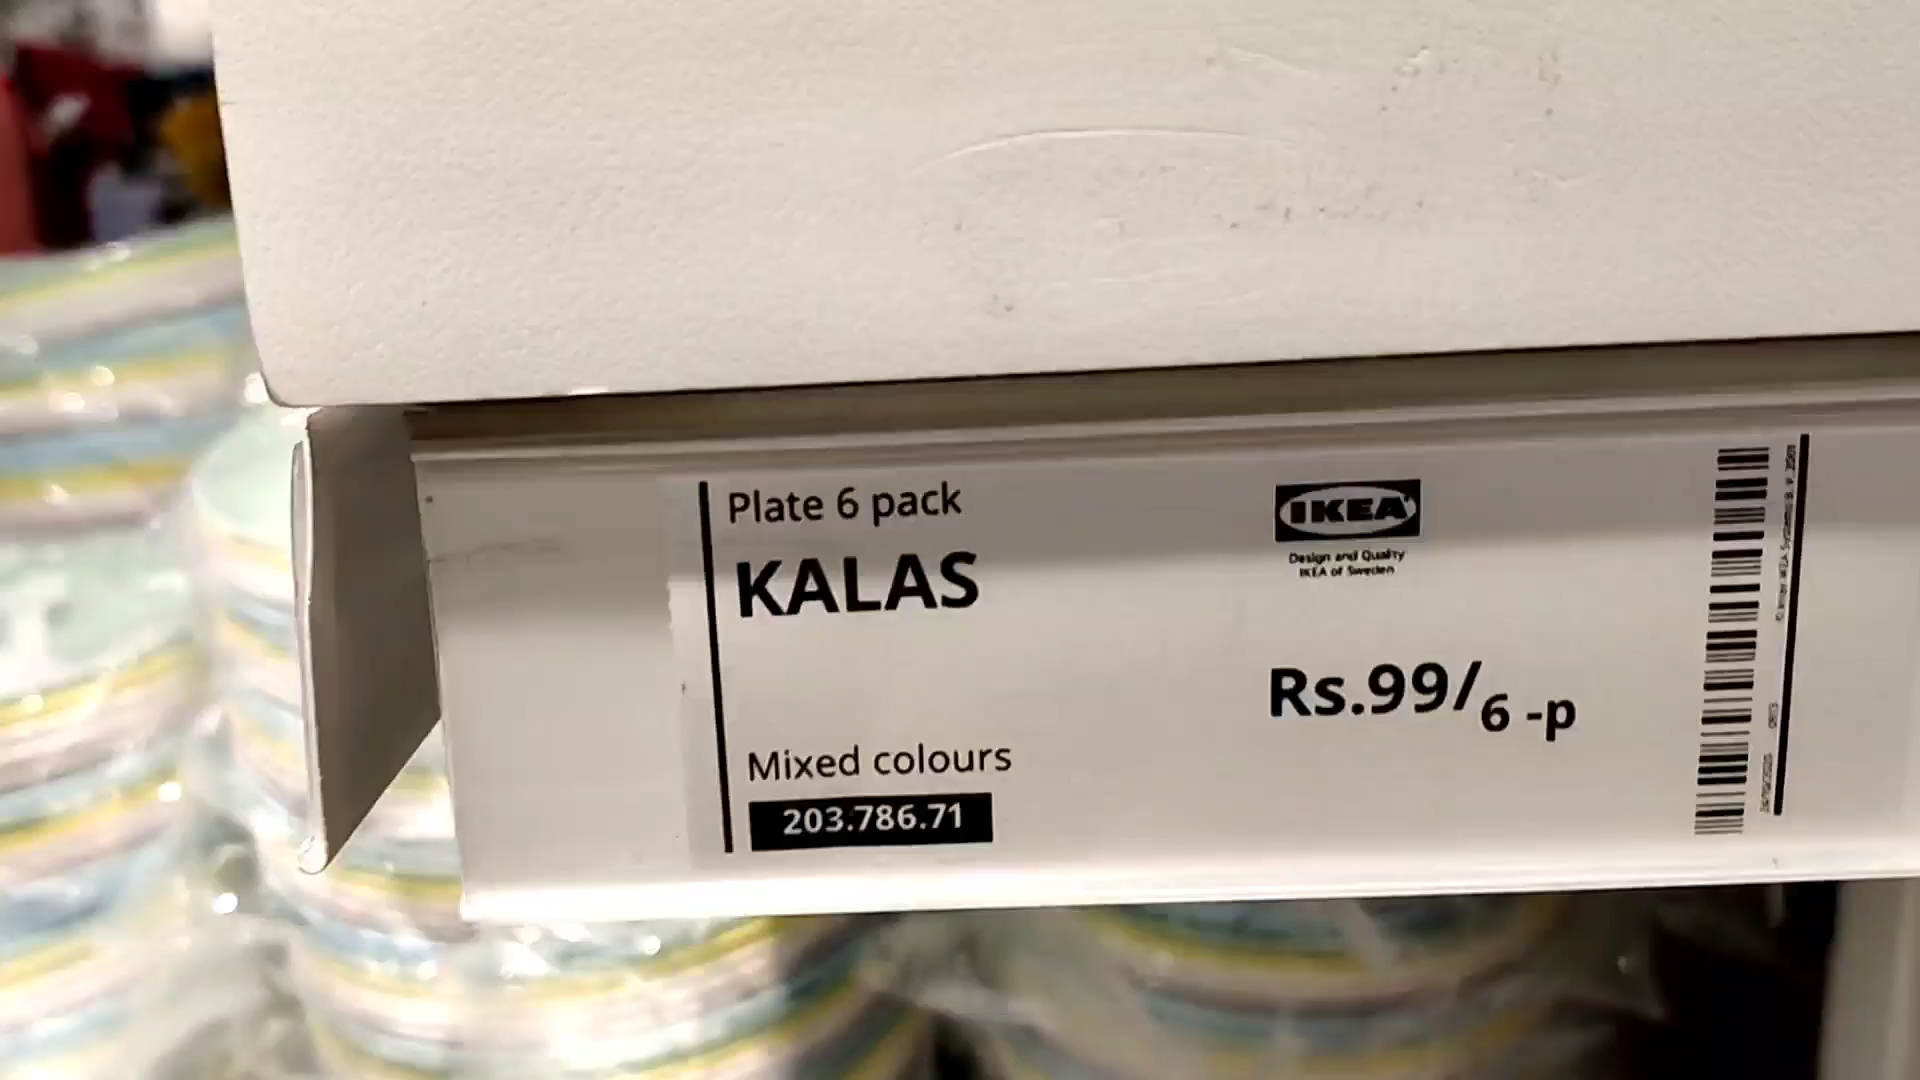 Plate 6 pack
KALAS
IKEA
Design and Quality
IKEA of Sweden
Rs.99/6 -p
Mixed colours
203.786.71